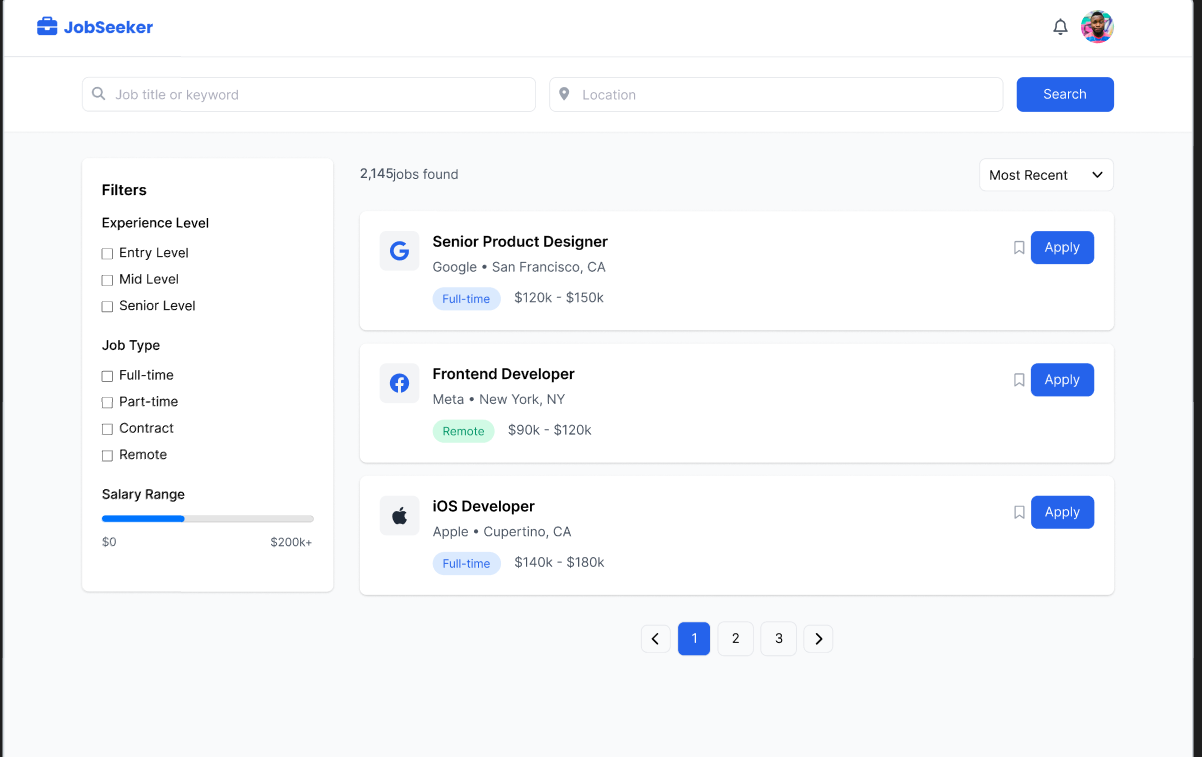 JobSeeker
Job title or keyword
Location
Search
Filters
Experience Level
Entry Level
Mid Level
Senior Level
Job Type
Full-time
Part-time
Contract
Remote
Salary Range
$0 $200k+
2,145jobs found
Most Recent
Senior Product Designer
Google • San Francisco, CA
Full-time $120k - $150k
Apply
Frontend Developer
Meta • New York, NY
Remote $90k - $120k
Apply
iOS Developer
Apple • Cupertino, CA
Full-time $140k - $180k
Apply
1 2 3